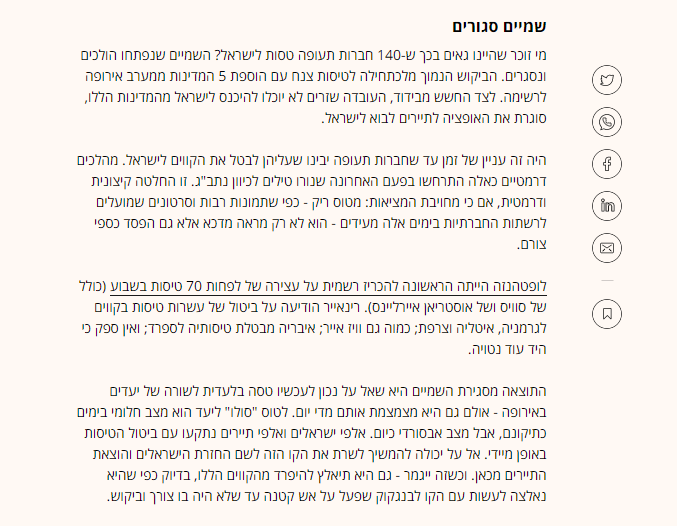 שמיים סגורים
מי זוכר שהיינו גאים בכך ש-140 חברות תעופה טסות לישראל? השמיים שנפתחו הולכים
ונסגרים. הביקוש הנמוך מלכתחילה לטיסות צנח עם הוספת 5 המדינות ממערב אירופה
לרשימה. לצד החשש מבידוד, העובדה שזרים לא יוכלו להיכנס לישראל מהמדינות הללו,
סוגרת את האופציה לתיירים לבוא לישראל.
היה זה עניין של זמן עד שחברות תעופה יבינו שעליהן לבטל את הקווים לישראל. מהלכים
דרמטיים כאלה התרחשו בפעם האחרונה שנורו טילים לכיוון נתב"ג. זו החלטה קיצונית
ודרמטית, אם כי מחויבת המציאות: מטוס ריק - כפי שתמונות רבות וסרטונים שמועלים
לרשתות החברתיות בימים אלה מעידים - הוא לא רק מראה מדכא אלא גם הפסד כספי
צורם.
לופטהנזה הייתה הראשונה להכריז רשמית על עצירה של לפחות 70 טיסות בשבוע (כולל
של סוויס ושל אוסטריאן איירליינס). ריינאייר הודיעה על ביטול של עשרות טיסות בקווים
לגרמניה, איטליה וצרפת; כמוה גם וויז אייר; איבריה מבטלת טיסותיה לספרד; ואין ספק כי
היד עוד נטויה.
התוצאה מסגירת השמיים היא שאל על נכון לעכשיו טסה בלעדית לשורה של יעדים
באירופה - אולם גם היא מצמצמת אותם מדי יום. לטוס "סולו" ליעד הוא מצב חלומי בימים
כתיקונם, אבל מצב אבסורדי כיום. אלפי ישראלים ואלפי תיירים נתקעו עם ביטול הטיסות
באופן מיידי. אל על יכולה להמשיך לשרת את הקו הזה לשם החזרת הישראלים והוצאת
התיירים מכאן. וכשזה ייגמר - גם היא תיאלץ להיפרד מהקווים הללו, בדיוק כפי שהיא
נאלצה לעשות עם הקו לבנגקוק שפעל על אש קטנה עד שלא היה בו צורך וביקוש.